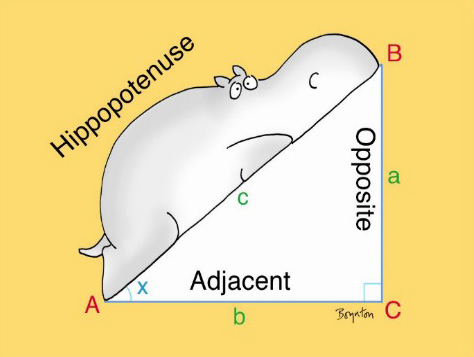 Hippopotenuse
B
Opposite
a
c
x
Adjacent
A
b
Boynton
C